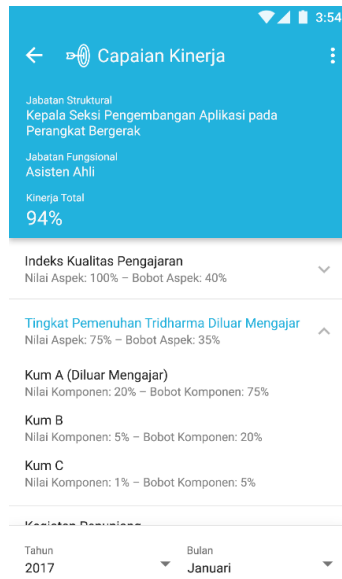 3:54
Capaian Kinerja
Jabatan Struktural
Kepala Seksi Pengembangan Aplikasi pada
Perangkat Bergerak
Jabatan Fungsional
Asisten Ahli
Kinerja Total
94%
Indeks Kualitas Pengajaran
Nilai Aspek: 100% – Bobot Aspek: 40%
Tingkat Pemenuhan Tridharma Diluar Mengajar
Nilai Aspek: 75% – Bobot Aspek: 35%
Kum A (Diluar Mengajar)
Nilai Komponen: 20% – Bobot Komponen: 75%
Kum B
Nilai Komponen: 5% – Bobot Komponen: 20%
Kum C
Nilai Komponen: 1% – Bobot Komponen: 5%
Kegiatan Penunjang
Tahun
2017
Bulan
Januari